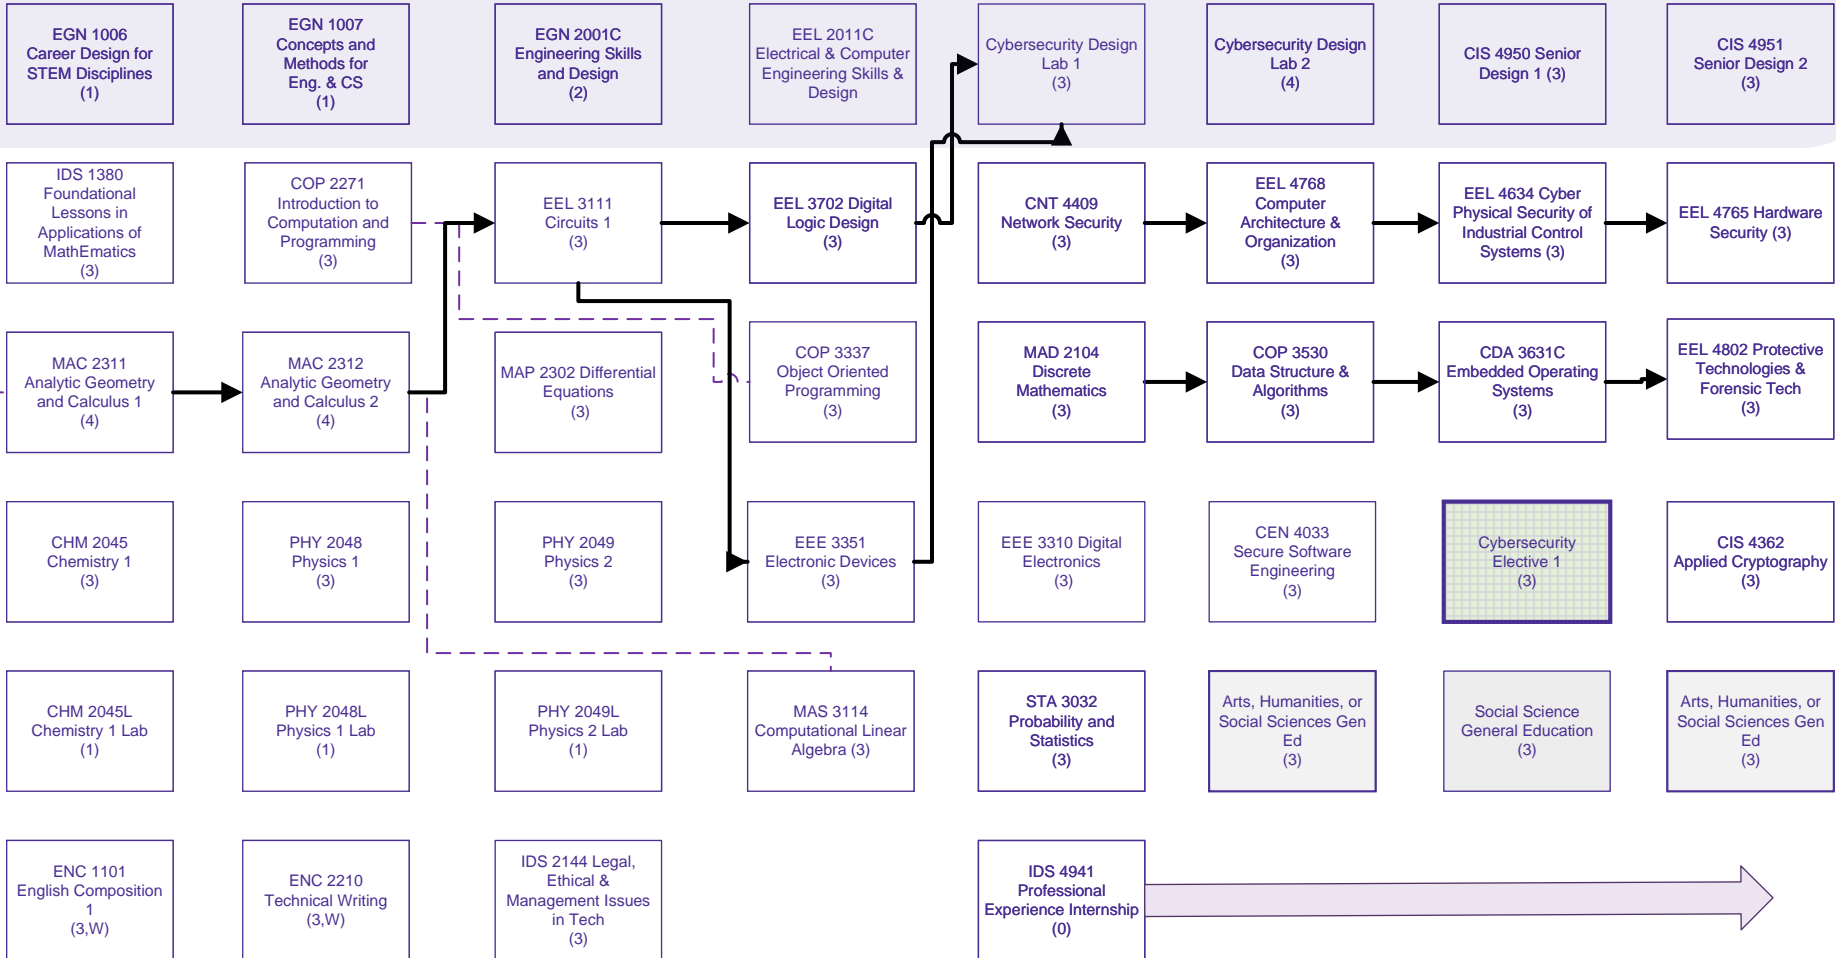 EGN 1006
Career Design for
STEM Disciplines
(1)
EGN 1007
Concepts and
Methods for
Eng. & CS
(1)
EGN 2001C
Engineering Skills
and Design
(2)
EEL 2011C
Electrical & Computer
Engineering Skills &
Design
Cybersecurity Design
Lab 1
(3)
Cybersecurity Design
Lab 2
(4)
CIS 4950 Senior
Design 1 (3)
CIS 4951
Senior Design 2
(3)
IDS 1380
Foundational
Lessons in
Applications of
MathEmatics
(3)
COP 2271
Introduction to
Computation and
Programming
(3)
EEL 3111
Circuits 1
(3)
EEL 3702 Digital
Logic Design
(3)
CNT 4409
Network Security
(3)
EEL 4768
Computer
Architecture &
Organization
(3)
EEL 4634 Cyber
Physical Security of
Industrial Control
Systems (3)
EEL 4765 Hardware
Security (3)
MAC 2311
Analytic Geometry
and Calculus 1
(4)
MAC 2312
Analytic Geometry
and Calculus 2
(4)
MAP 2302 Differential
Equations
(3)
COP 3337
Object Oriented
Programming
(3)
MAD 2104
Discrete
Mathematics
(3)
COP 3530
Data Structure &
Algorithms
(3)
CDA 3631C
Embedded Operating
Systems
(3)
EEL 4802 Protective
Technologies &
Forensic Tech
(3)
CHM 2045
Chemistry 1
(3)
PHY 2048
Physics 1
(3)
PHY 2049
Physics 2
(3)
EEE 3351
Electronic Devices
(3)
EEE 3310 Digital
Electronics
(3)
CEN 4033
Secure Software
Engineering
(3)
Cybersecurity
Elective 1
(3)
CIS 4362
Applied Cryptography
(3)
CHM 2045L
Chemistry 1 Lab
(1)
PHY 2048L
Physics 1 Lab
(1)
PHY 2049L
Physics 2 Lab
(1)
MAS 3114
Computational Linear
Algebra (3)
STA 3032
Probability and
Statistics
(3)
Arts, Humanities, or
Social Sciences Gen
Ed
(3)
Social Science
General Education
(3)
Arts, Humanities, or
Social Sciences Gen
Ed
(3)
ENC 1101
English Composition
1
(3,W)
ENC 2210
Technical Writing
(3,W)
IDS 2144 Legal,
Ethical &
Management Issues
in Tech
(3)
IDS 4941
Professional
Experience Internship
(0)